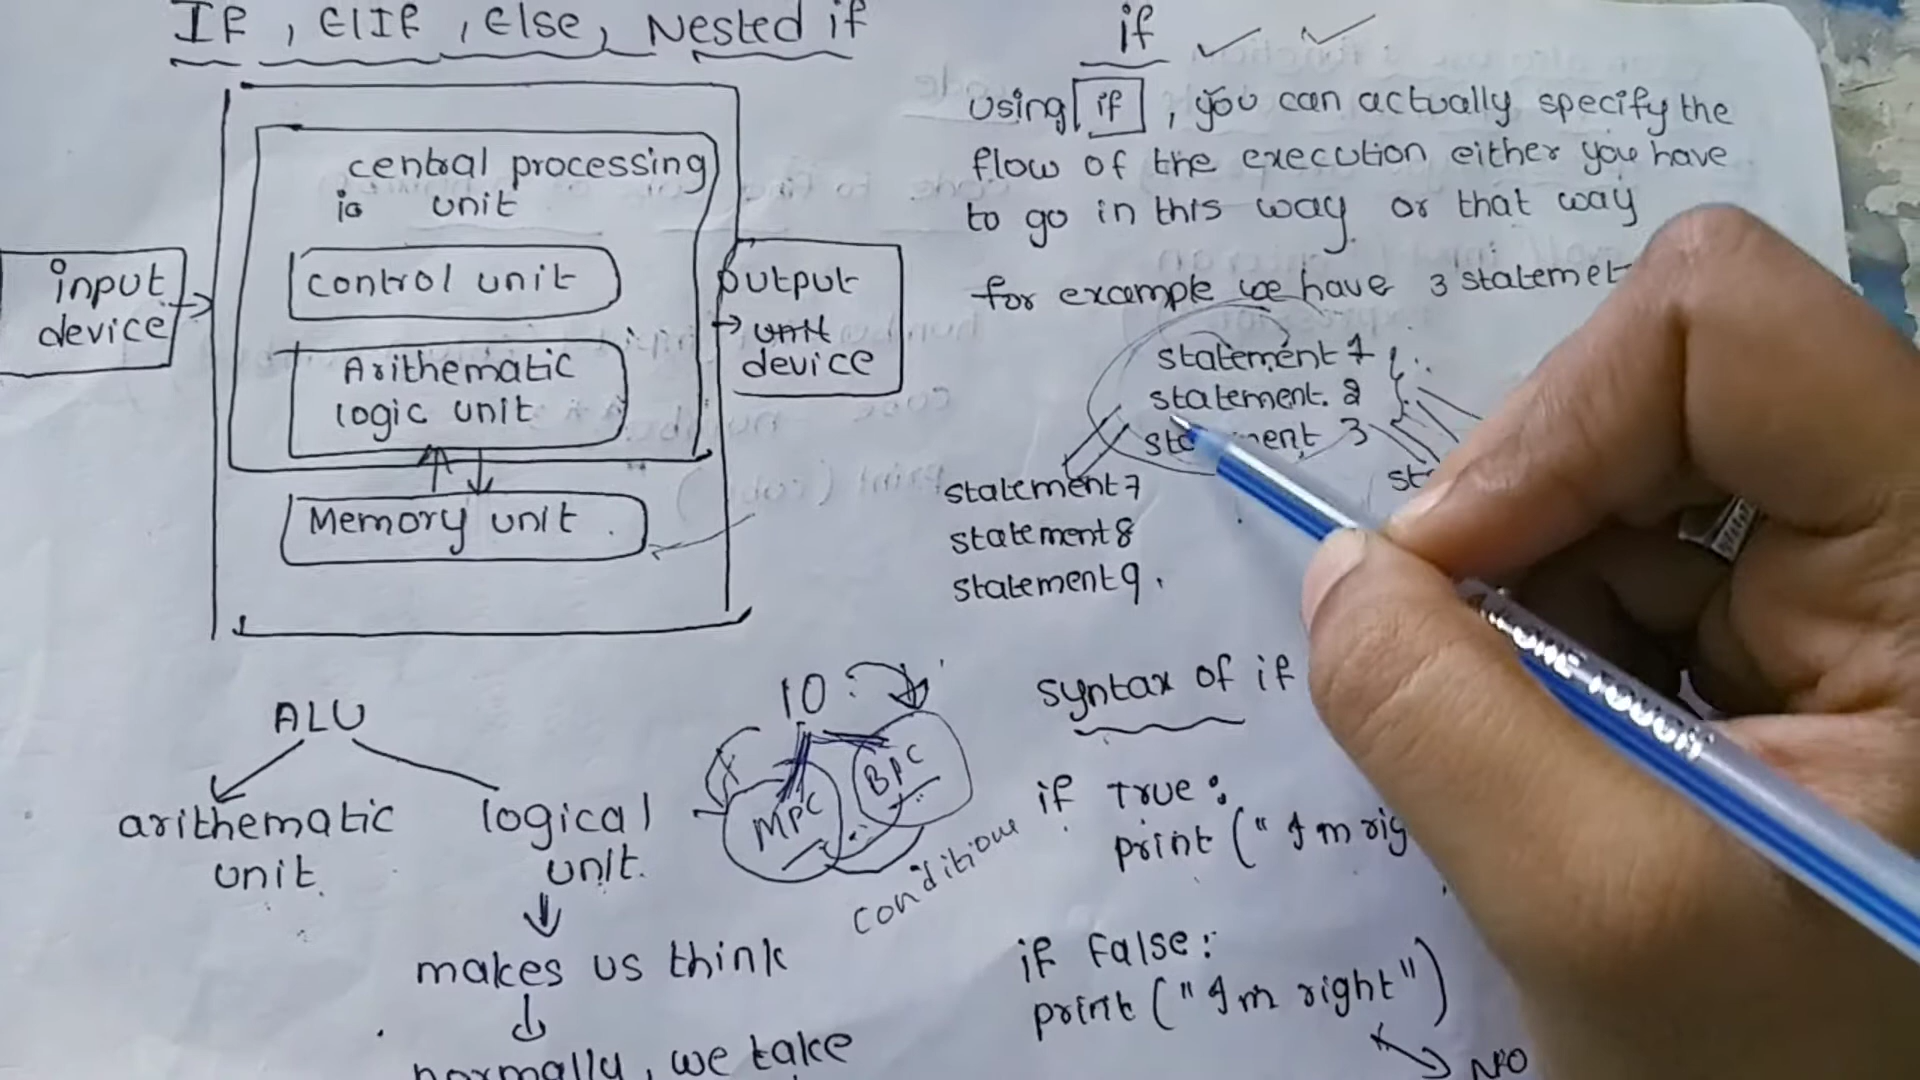 If, ElIf, Else, Nested if
central processing
unit
control unit
Arithematic
logic unit
Memory unit
input
device
output
unit
device
ALU
arithematic
unit
logical
unit.
makes us think
normally, we take
10
MPC
BPC
conditions
if
Using if, you can actually specify the
flow of the execution either you have
to go in this way or that way
for example we have 3 statemet
statement 1
statement. 2
statement 3
statement 7
statement 8
statement 9.
syntax of if
if True:
print ("I m rig
if False:
print ("I m right")
NO